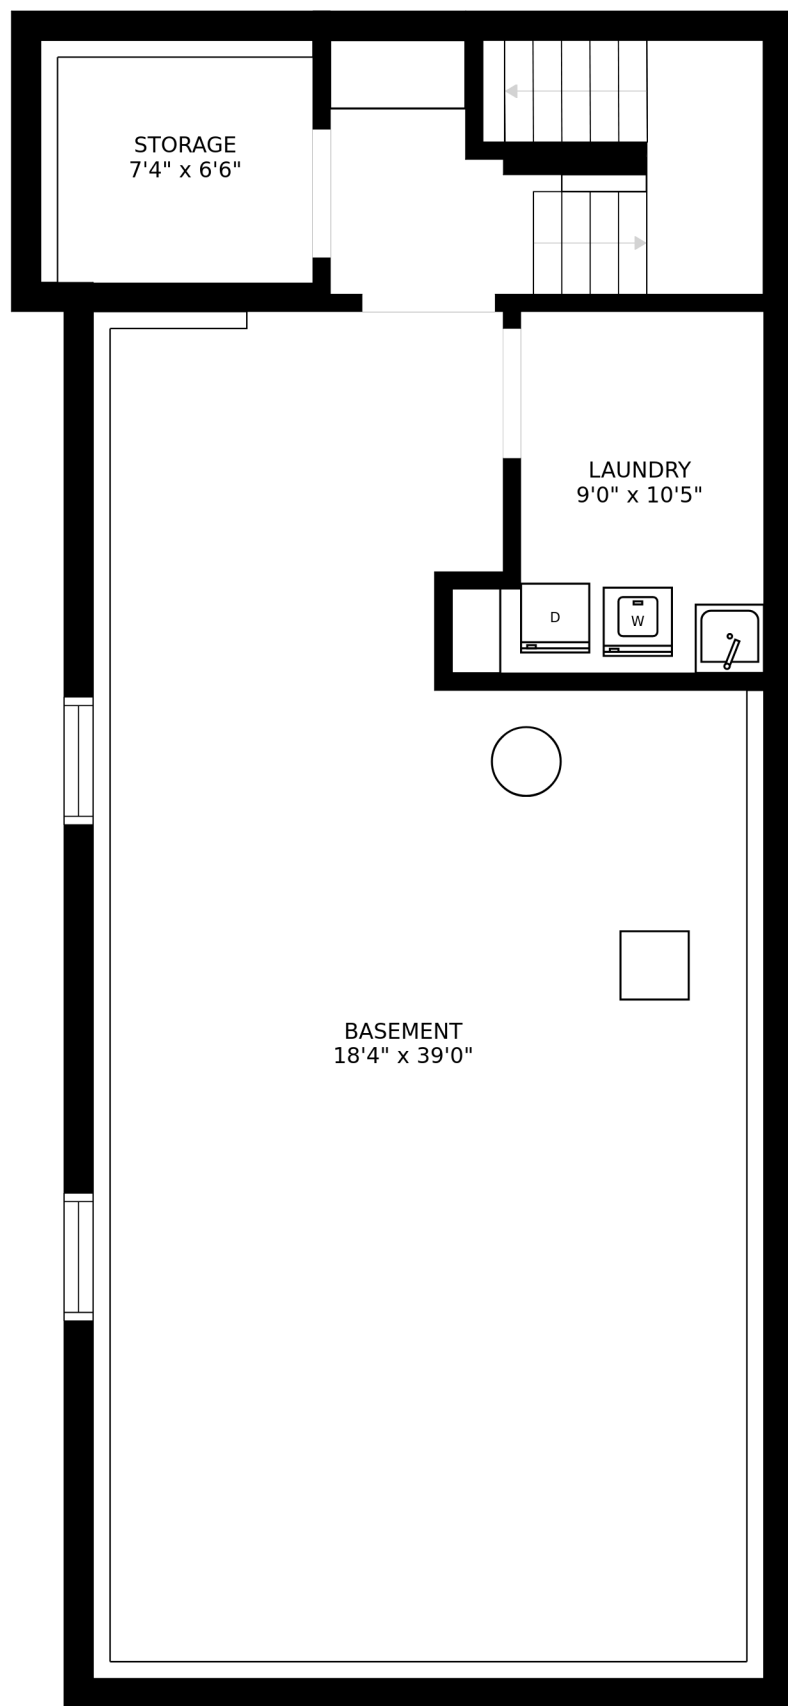 STORAGE
7'4" x 6'6"
LAUNDRY
9'0" x 10'5"
D
W
BASEMENT
18'4" x 39'0"